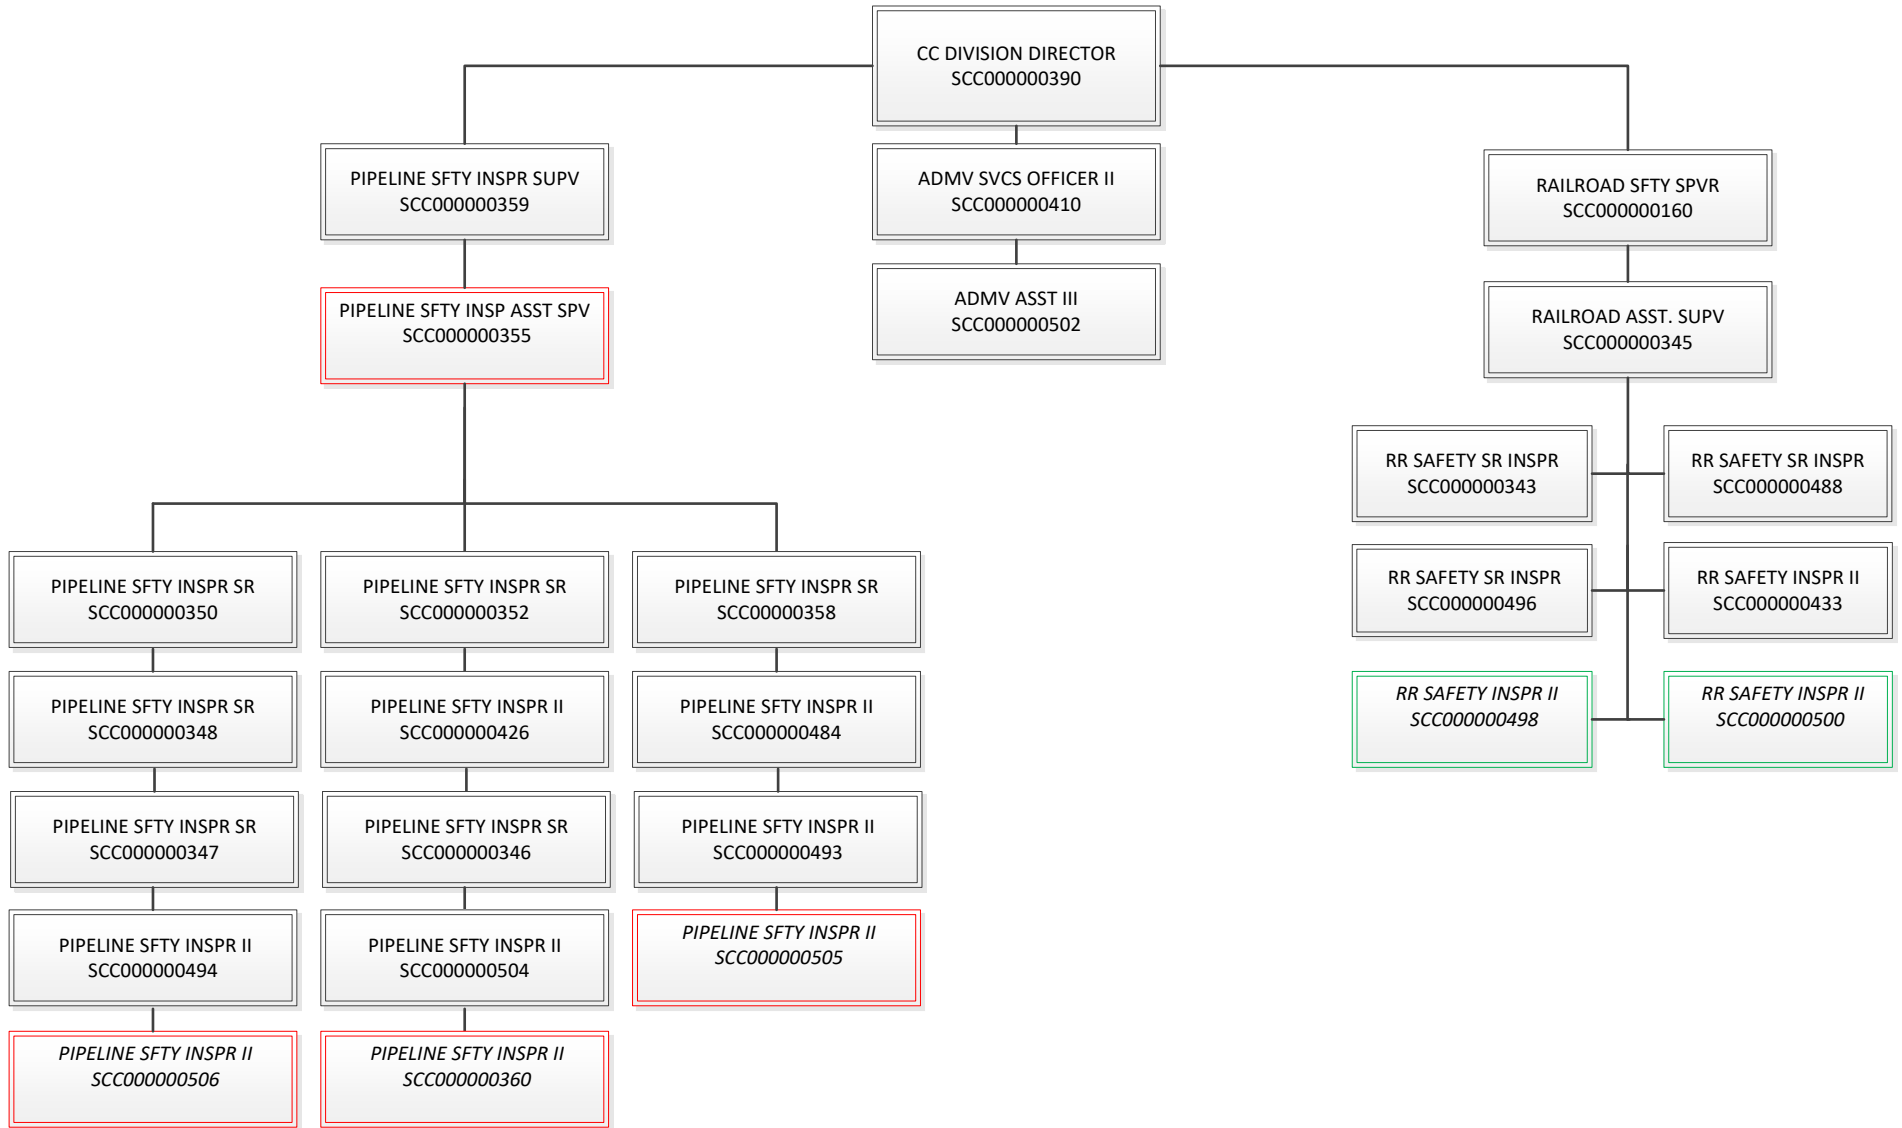 CC DIVISION DIRECTOR
SCC000000390
PIPELINE SFTY INSPR SUPV
SCC000000359
ADMV SVCS OFFICER II
SCC000000410
RAILROAD SFTY SPVR
SCC000000160
PIPELINE SFTY INSP ASST SPV
SCC000000355
ADMV ASST III
SCC000000502
RAILROAD ASST. SUPV
SCC000000345
RR SAFETY SR INSPR
SCC000000343
RR SAFETY SR INSPR
SCC000000488
RR SAFETY SR INSPR
SCC000000496
RR SAFETY INSPR II
SCC000000433
RR SAFETY INSPR II
SCC000000498
RR SAFETY INSPR II
SCC000000500
PIPELINE SFTY INSPR SR
SCC000000350
PIPELINE SFTY INSPR SR
SCC000000352
PIPELINE SFTY INSPR SR
SCC00000358
PIPELINE SFTY INSPR SR
SCC000000348
PIPELINE SFTY INSPR II
SCC000000426
PIPELINE SFTY INSPR II
SCC000000484
PIPELINE SFTY INSPR SR
SCC000000347
PIPELINE SFTY INSPR SR
SCC000000346
PIPELINE SFTY INSPR II
SCC000000493
PIPELINE SFTY INSPR II
SCC000000494
PIPELINE SFTY INSPR II
SCC000000504
PIPELINE SFTY INSPR II
SCC000000505
PIPELINE SFTY INSPR II
SCC000000506
PIPELINE SFTY INSPR II
SCC000000360